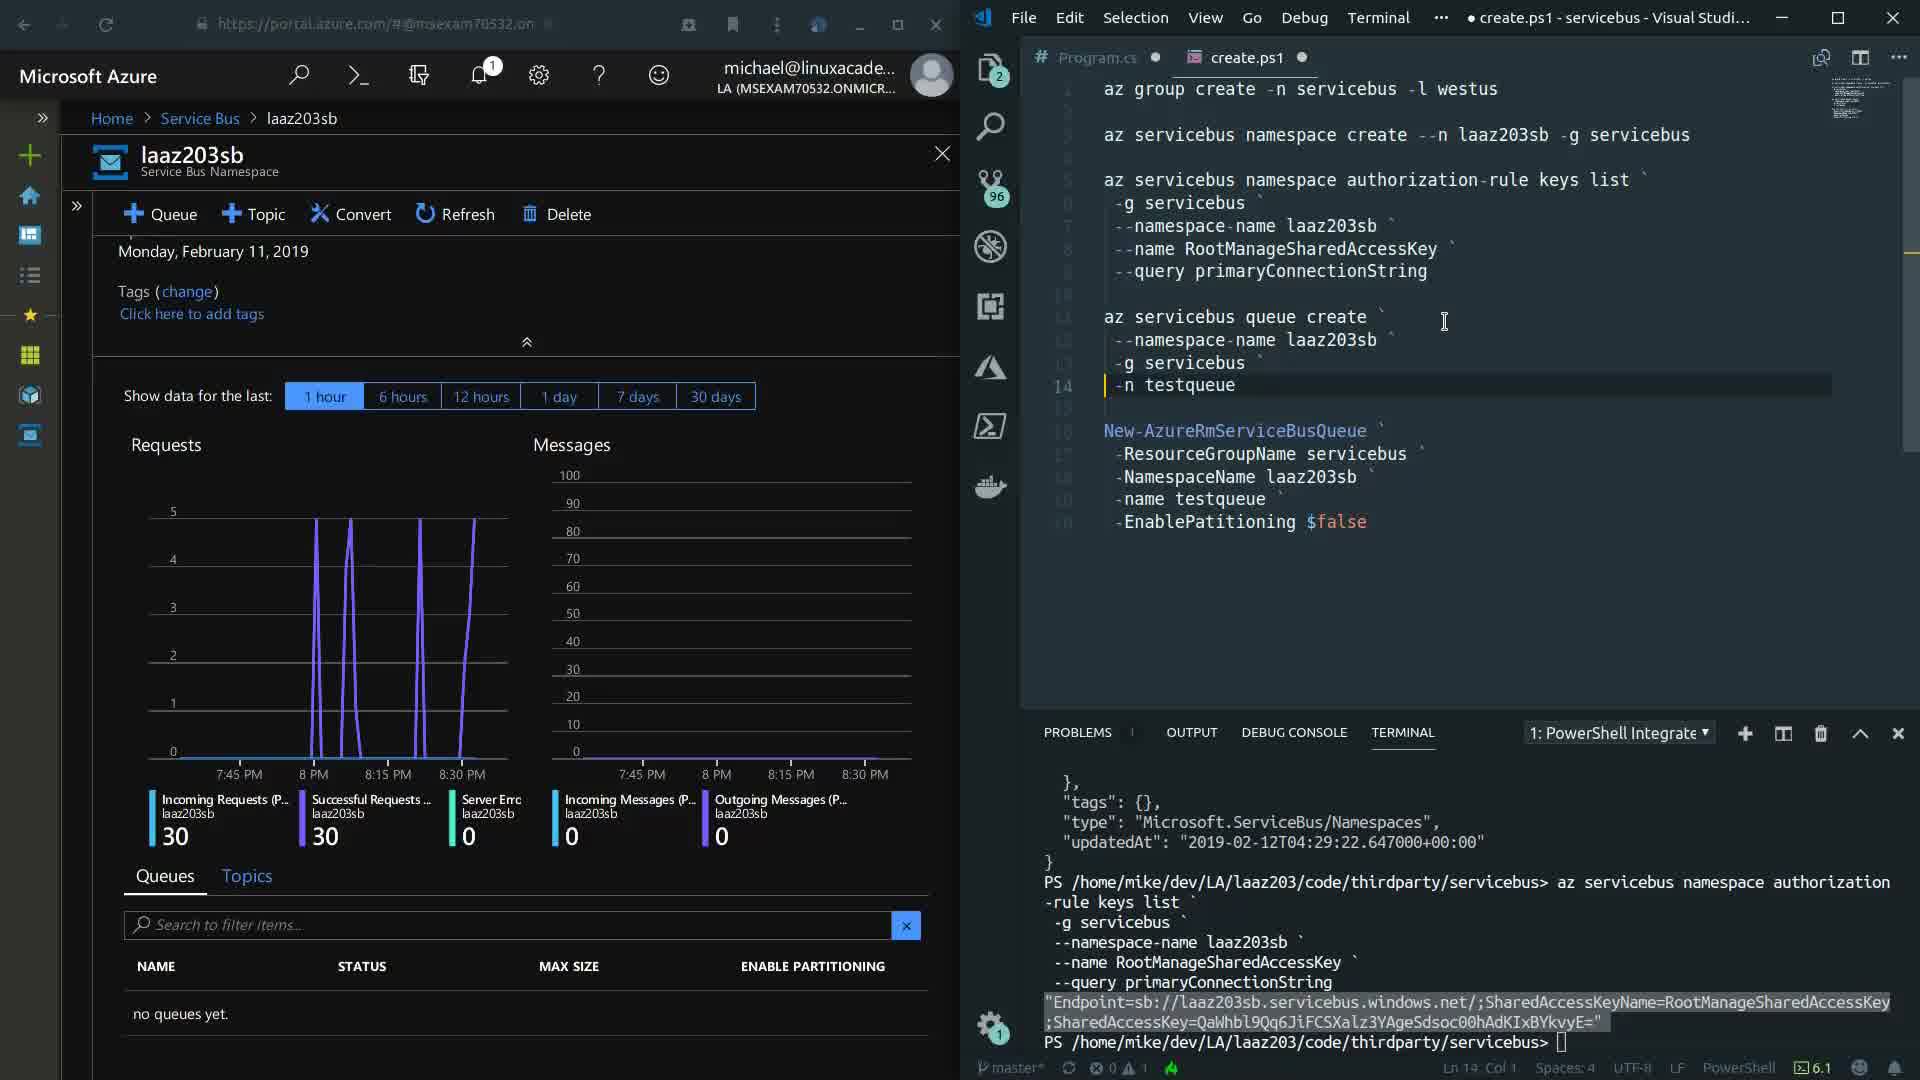 https://portal.azure.com/#@msexam70532.on
Microsoft Azure
1
michael@linuxacade...
LA (MSEXAM70532.ONMICR...
Home > Service Bus > laaz203sb
laaz203sb
Service Bus Namespace
Queue Topic Convert Refresh Delete
Monday, February 11, 2019
Tags (change)
Click here to add tags
Show data for the last: 1 hour 6 hours 12 hours 1 day 7 days 30 days
Requests
5
4
3
2
1
0
7:45 PM 8 PM 8:15 PM 8:30 PM
Incoming Requests (P...
laaz203sb
30
Successful Requests ...
laaz203sb
30
Server Erro
laaz203sb
0
Messages
100
90
80
70
60
50
40
30
20
10
0
7:45 PM 8 PM 8:15 PM 8:30 PM
Incoming Messages (P...
laaz203sb
0
Outgoing Messages (P...
laaz203sb
0
Queues Topics
Search to filter items...
NAME STATUS MAX SIZE ENABLE PARTITIONING
no queues yet.
File Edit Selection View Go Debug Terminal ··· ● create.ps1 - servicebus - Visual Studi...
2
96
1
# Program.cs ● create.ps1 ●
az group create -n servicebus -l westus
az servicebus namespace create --n laaz203sb -g servicebus
az servicebus namespace authorization-rule keys list `
-g servicebus `
--namespace-name laaz203sb `
--name RootManageSharedAccessKey `
--query primaryConnectionString
az servicebus queue create `
--namespace-name laaz203sb `
-g servicebus `
14 -n testqueue
New-AzureRmServiceBusQueue `
-ResourceGroupName servicebus `
-NamespaceName laaz203sb `
-name testqueue `
-EnablePatitioning $false
PROBLEMS OUTPUT DEBUG CONSOLE TERMINAL 1: PowerShell Integrate
},
"tags": {},
"type": "Microsoft.ServiceBus/Namespaces",
"updatedAt": "2019-02-12T04:29:22.647000+00:00"
}
PS /home/mike/dev/LA/laaz203/code/thirdparty/servicebus> az servicebus namespace authorization
-rule keys list `
-g servicebus `
--namespace-name laaz203sb `
--name RootManageSharedAccessKey `
--query primaryConnectionString
"Endpoint=sb://laaz203sb.servicebus.windows.net/;SharedAccessKeyName=RootManageSharedAccessKey
;SharedAccessKey=QaWhbl9Qq6JiFCSXalz3YAgeSdsoc00hAdKIxBYkvyE="
PS /home/mike/dev/LA/laaz203/code/thirdparty/servicebus>
master* 0 1 Ln 14, Col 1 Spaces: 4 UTF-8 LF PowerShell 6.1